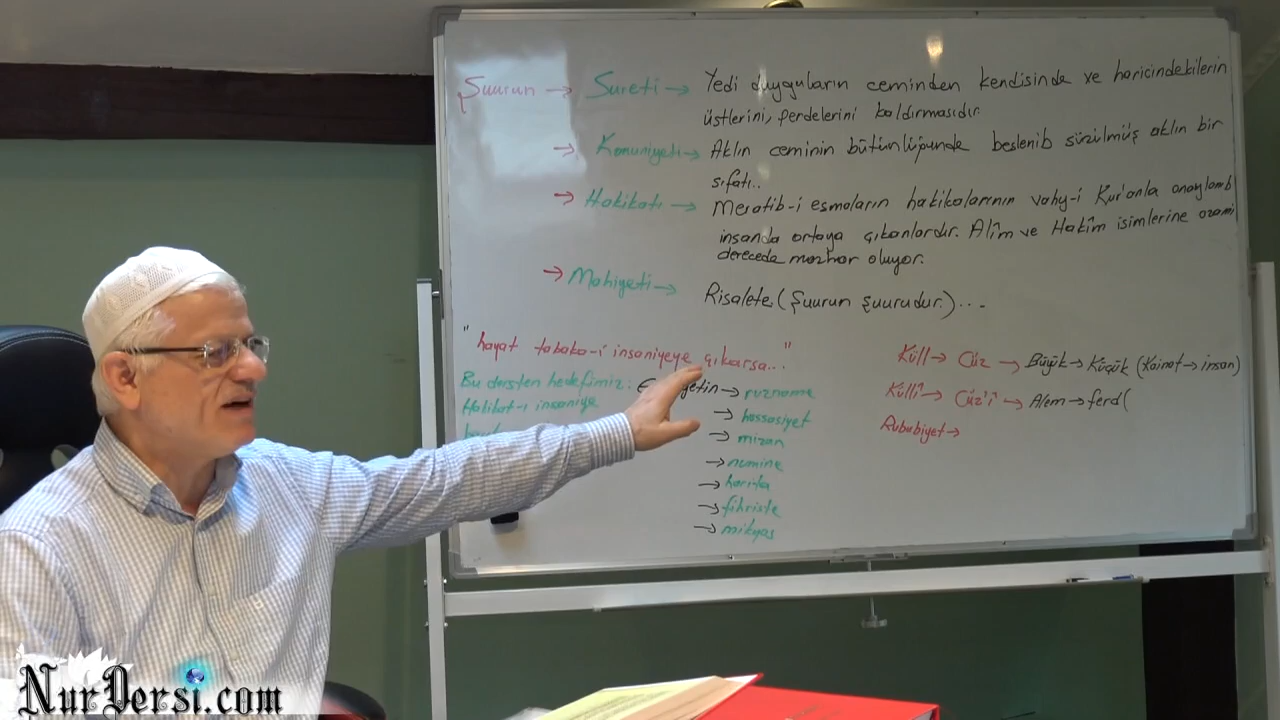 Şuurun → Sureti → Yedi duyguların ceminden kendisinde ve haricindekilerin
üstlerini, perdelerini kaldırmasıdır.
→ Kanuniyeti → Aklın ceminin bütünlüğünde beslenib süzülmüş aklın bir
sıfatı..
→ Hakikatı → Meratib-i esmaların hakikalarının vahy-i Kur'anla onaylanıb
insanda ortaya çıkanlardır. Alîm ve Hakîm isimlerine azami
derecede mazhar oluyor.
→ Mahiyeti → Risalete (Şuurun şuurudur.)...
"hayat tabaka-i insaniyeye çıkarsa..."
Bu dersten hedefimiz: → ruzname
Hakikat-ı insaniye → hassasiyet
→ mizan
→ numine
→ harita
→ fihriste
→ mikyas
Küll → Cüz → Büyük → Küçük (Kainat → insan)
Küllî → Cüz'î → Alem → ferd(
Rububiyet →
NurDersi.com